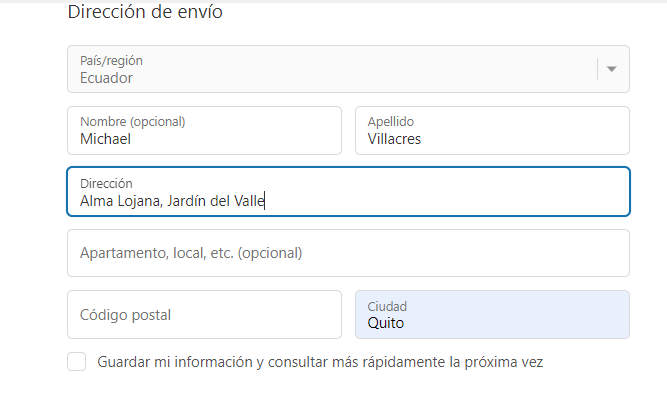 Dirección de envío
País/región
Ecuador
Nombre (opcional)
Michael
Apellido
Villacres
Dirección
Alma Lojana, Jardín del Valle
Apartamento, local, etc. (opcional)
Código postal
Ciudad
Quito
Guardar mi información y consultar más rápidamente la próxima vez